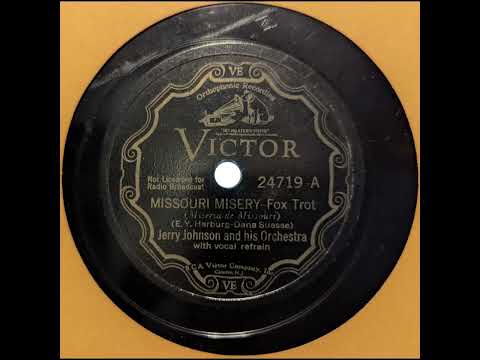 VE
Orthophonic Recording
"HIS MASTER'S VOICE"
VICTOR
Not Licensed for
Radio Broadcast
24719 A
MISSOURI MISERY-Fox Trot
(Miseria de Missouri)
(E. Y. Harburg-Dana Suesse)
Jerry Johnson and his Orchestra
with vocal refrain
RCA Victor Company, Inc.
Camden, N.J.
VE